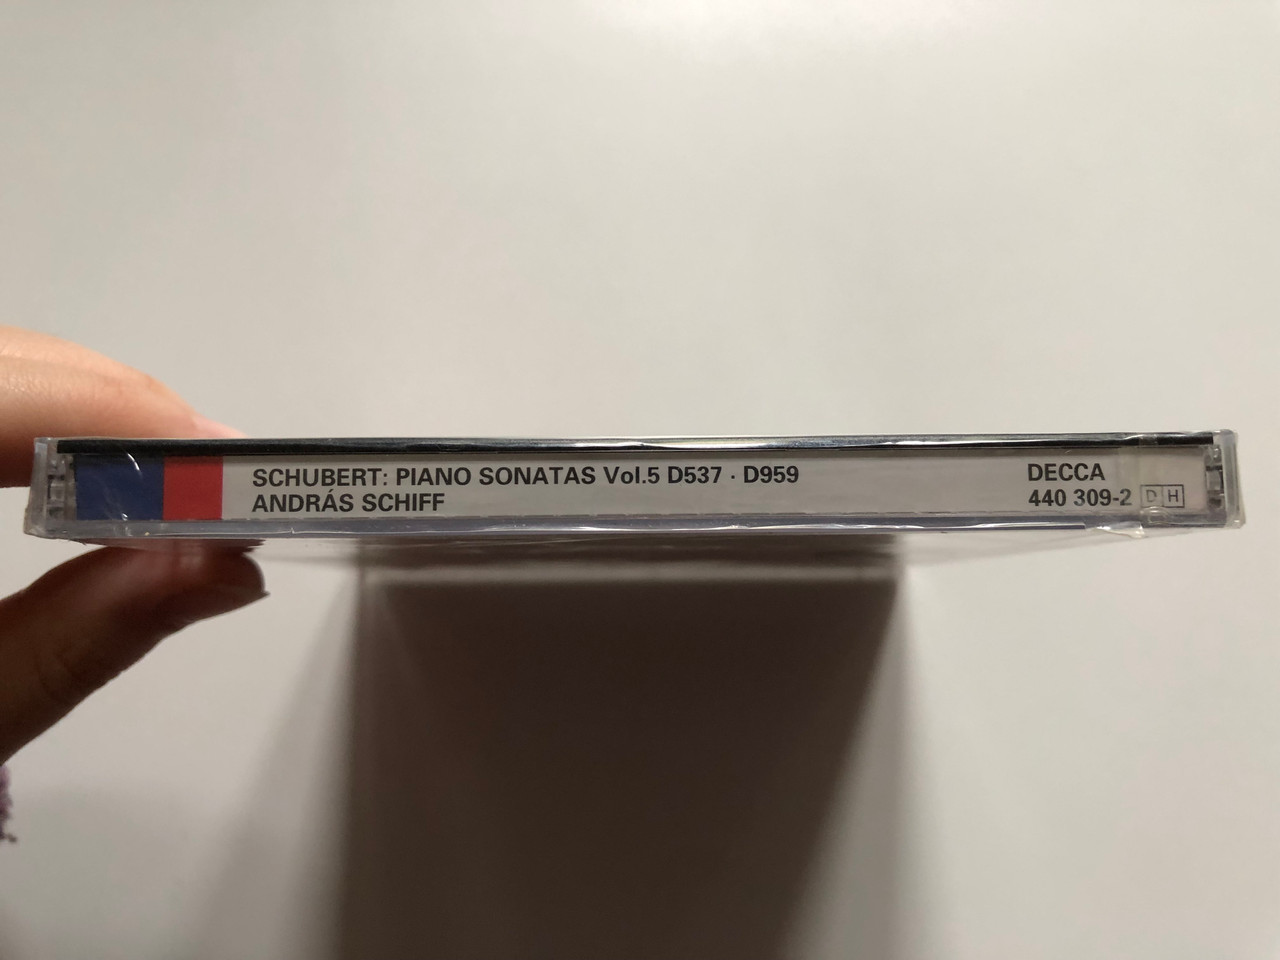 SCHUBERT: PIANO SONATAS Vol.5 D537 · D959
ANDRÁS SCHIFF
DECCA
440 309-2 D H